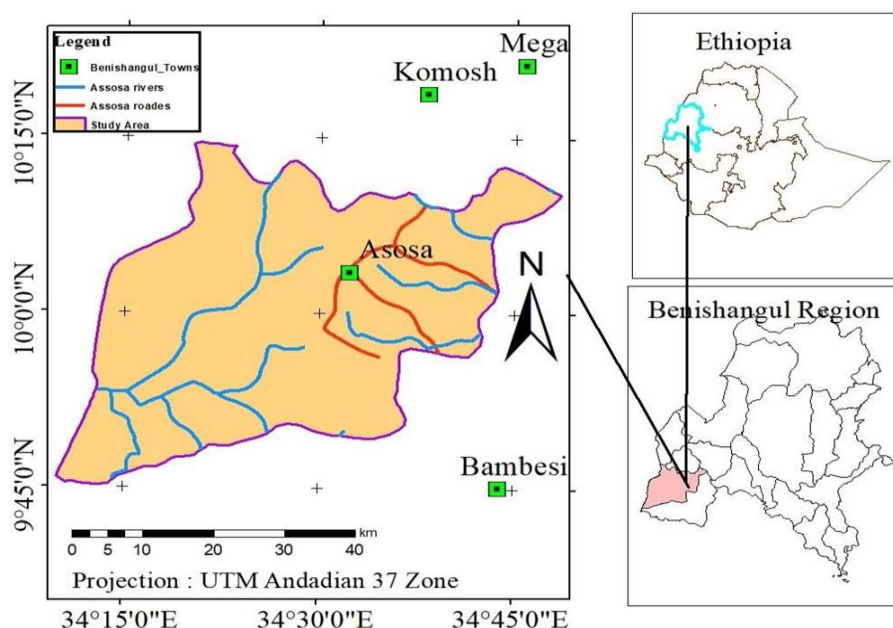 Legend
Benishangul_Towns
Assosa rivers
Assosa roades
Study Area
Mega
Komosh
Asosa
N
Bambesi
10°15'0"N
10°0'0"N
9°45'0"N
0 5 10 20 30 40
km
Projection : UTM Andadian 37 Zone
34°15'0"E
34°30'0"E
34°45'0"E
Ethiopia
Benishangul Region